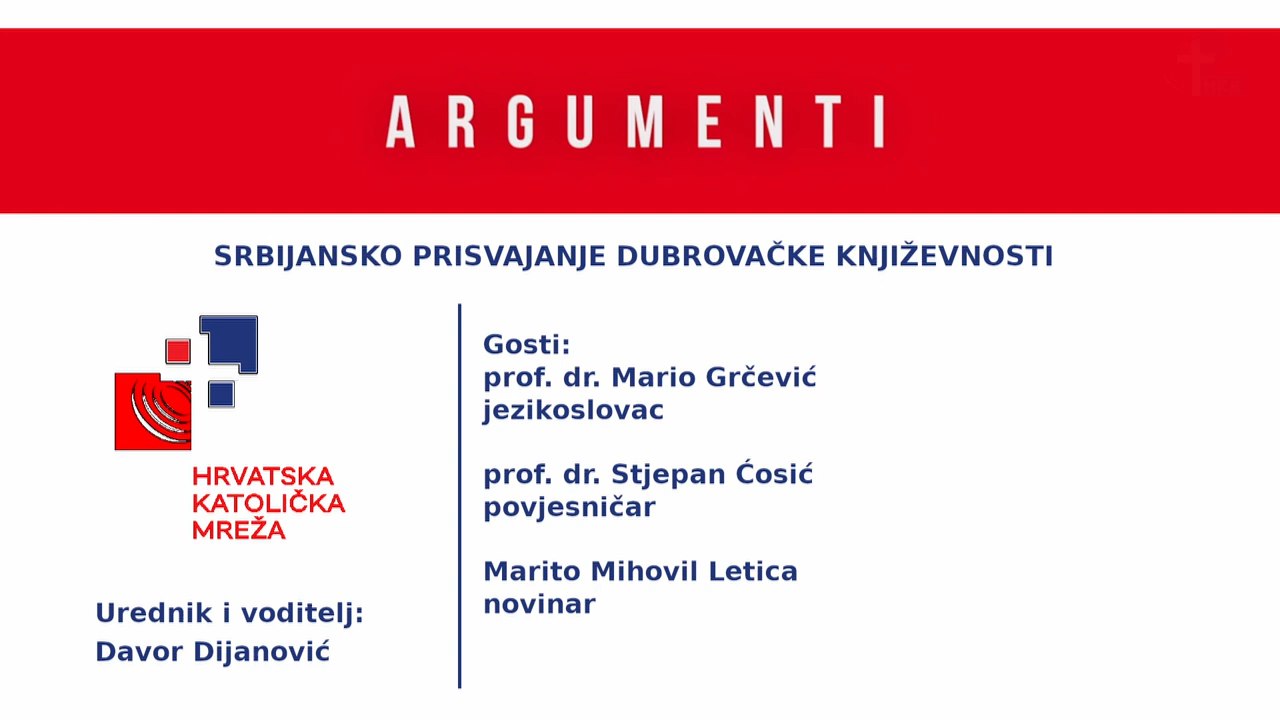 ARGUMENTI
SRBIJANSKO PRISVAJANJE DUBROVAČKE KNJIŽEVNOSTI
HRVATSKA
KATOLIČKA
MREŽA
Urednik i voditelj:
Davor Dijanović
Gosti:
prof. dr. Mario Grčević
jezikoslovac
prof. dr. Stjepan Ćosić
povjesničar
Marito Mihovil Letica
novinar